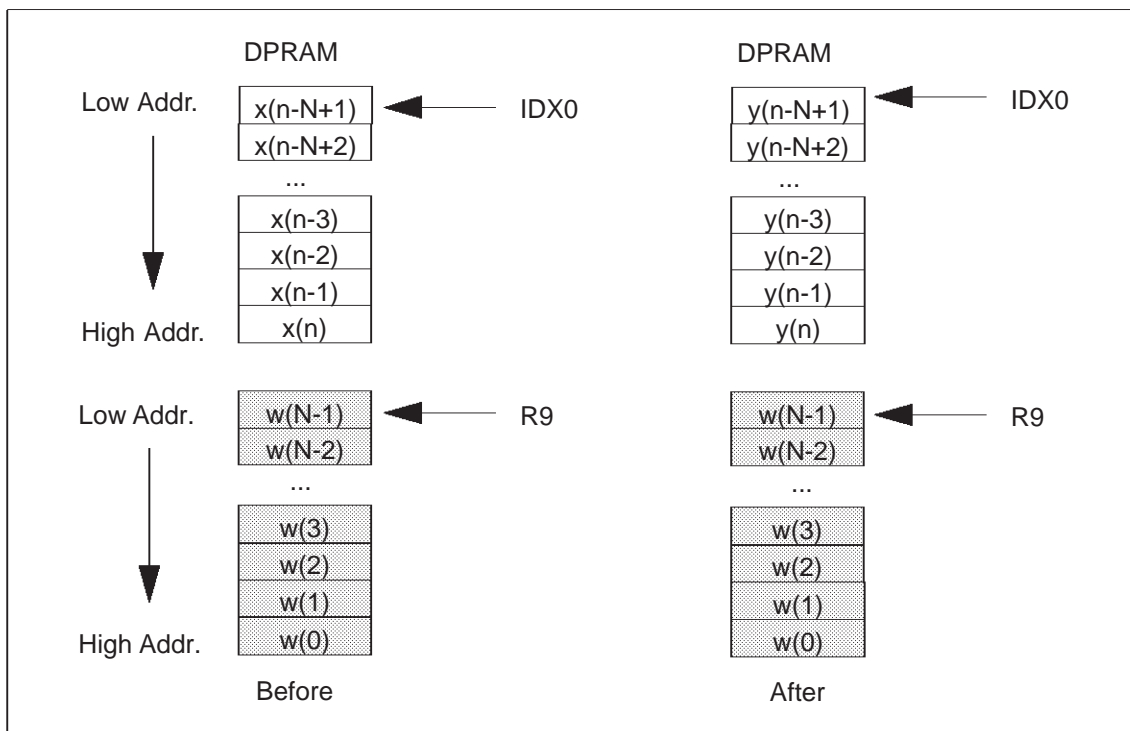 DPRAM
Low Addr.
x(n-N+1)
IDX0
x(n-N+2)
...
x(n-3)
x(n-2)
x(n-1)
High Addr.
x(n)
Low Addr.
w(N-1)
R9
w(N-2)
...
w(3)
w(2)
w(1)
High Addr.
w(0)
Before
DPRAM
y(n-N+1)
IDX0
y(n-N+2)
...
y(n-3)
y(n-2)
y(n-1)
y(n)
w(N-1)
R9
w(N-2)
...
w(3)
w(2)
w(1)
w(0)
After